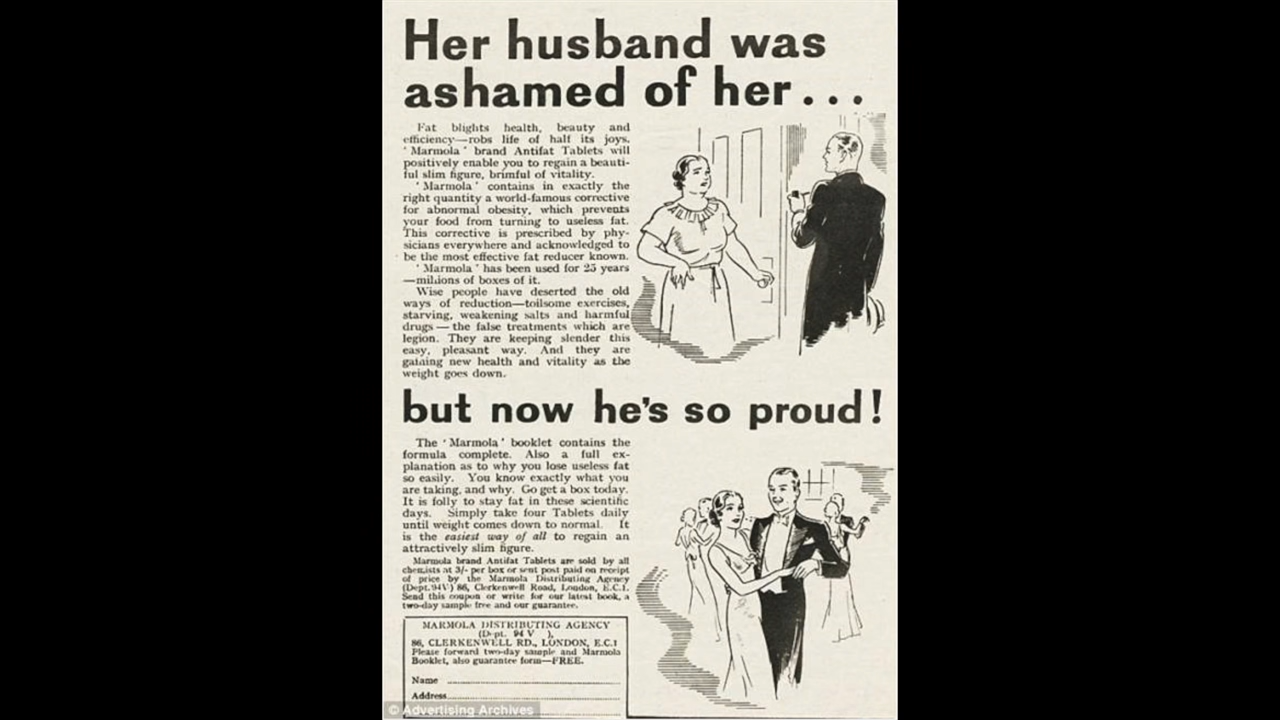 Her husband was
ashamed of her...
Fat blights health, beauty and
efficiency—robs life of half its joys.
'Marmola' brand Antifat Tablets will
positively enable you to regain a beauti-
ful slim figure, brimful of vitality.
'Marmola' contains in exactly the
right quantity a world-famous corrective
for abnormal obesity, which prevents
your food from turning to useless fat.
This corrective is prescribed by phy-
sicians everywhere and acknowledged to
be the most effective fat reducer known.
'Marmola' has been used for 25 years
—millions of boxes of it.
Wise people have deserted the old
ways of reduction—toilsome exercises,
starving, weakening salts and harmful
drugs—the false treatments which are
legion. They are keeping slender this
easy, pleasant way. And they are
gaining new health and vitality as the
weight goes down.
but now he's so proud!
The 'Marmola' booklet contains the
formula complete. Also a full ex-
planation as to why you lose useless fat
so easily. You know exactly what you
are taking, and why. Go get a box today.
It is folly to stay fat in these scientific
days. Simply take four Tablets daily
until weight comes down to normal. It
is the easiest way of all to regain an
attractively slim figure.
Marmola brand Antifat Tablets are sold by all
chemists at 3/- per box or sent post paid on receipt
of price by the Marmola Distributing Agency
(Dept. 94V) 86, Clerkenwell Road, London, E.C.1.
Send this coupon or write for our latest book, a
two-day sample free and our guarantee.
MARMOLA DISTRIBUTING AGENCY
(Dept. 94 V ),
86, CLERKENWELL RD., LONDON, E.C.1
Please forward two-day sample and Marmola
Booklet, also guarantee form—FREE.
Name
Address
© Advertising Archives